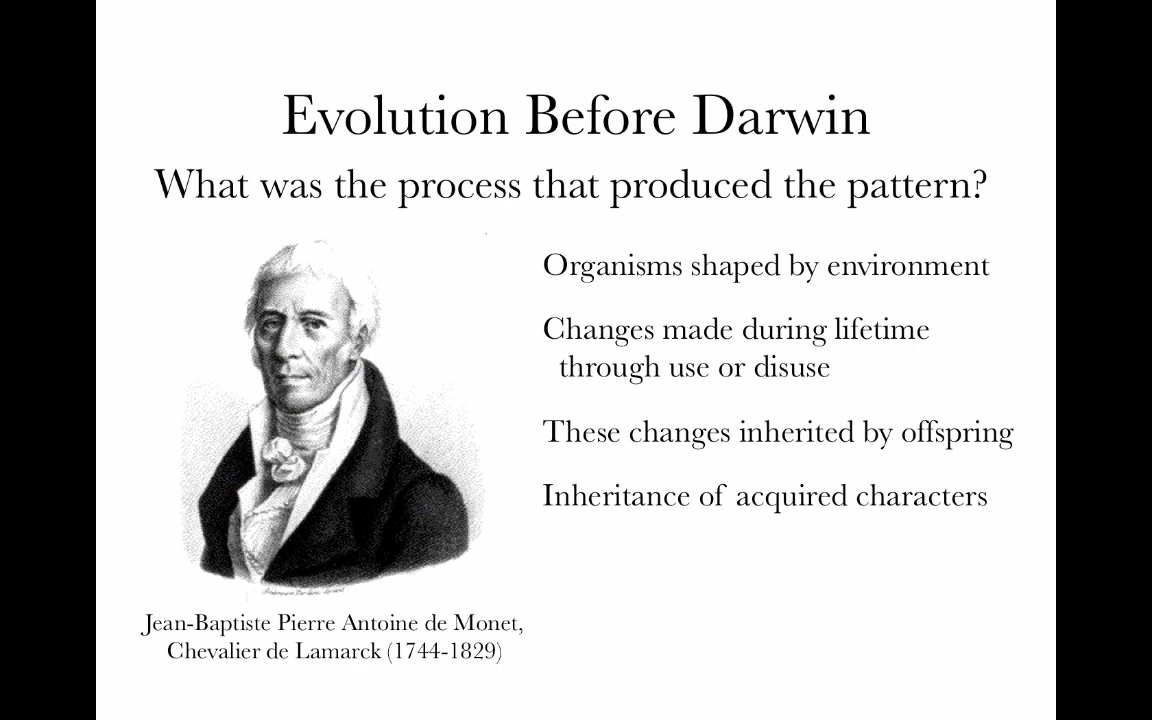 Evolution Before Darwin
What was the process that produced the pattern?
Organisms shaped by environment
Changes made during lifetime
through use or disuse
These changes inherited by offspring
Inheritance of acquired characters
Jean-Baptiste Pierre Antoine de Monet,
Chevalier de Lamarck (1744-1829)